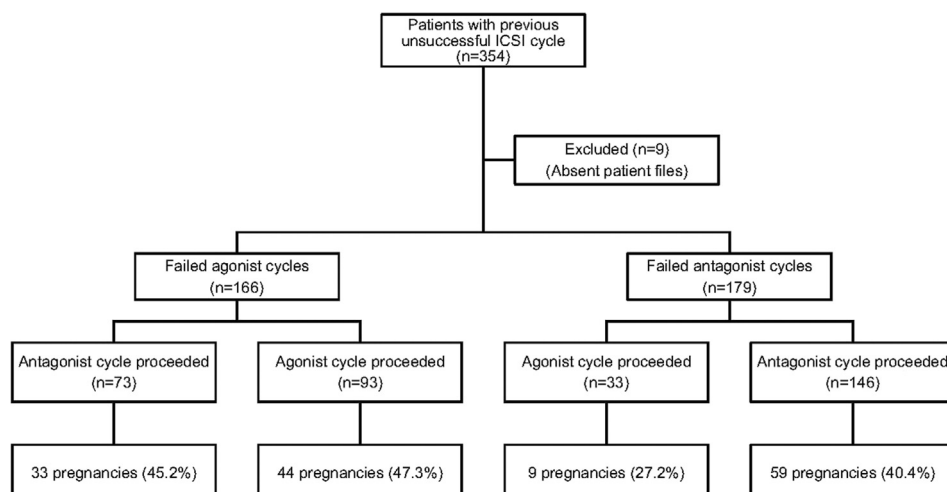 Patients with previous
unsuccessful ICSI cycle
(n=354)
Excluded (n=9)
(Absent patient files)
Failed agonist cycles
(n=166)
Failed antagonist cycles
(n=179)
Antagonist cycle proceeded
(n=73)
Agonist cycle proceeded
(n=93)
Agonist cycle proceeded
(n=33)
Antagonist cycle proceeded
(n=146)
33 pregnancies (45.2%)
44 pregnancies (47.3%)
9 pregnancies (27.2%)
59 pregnancies (40.4%)